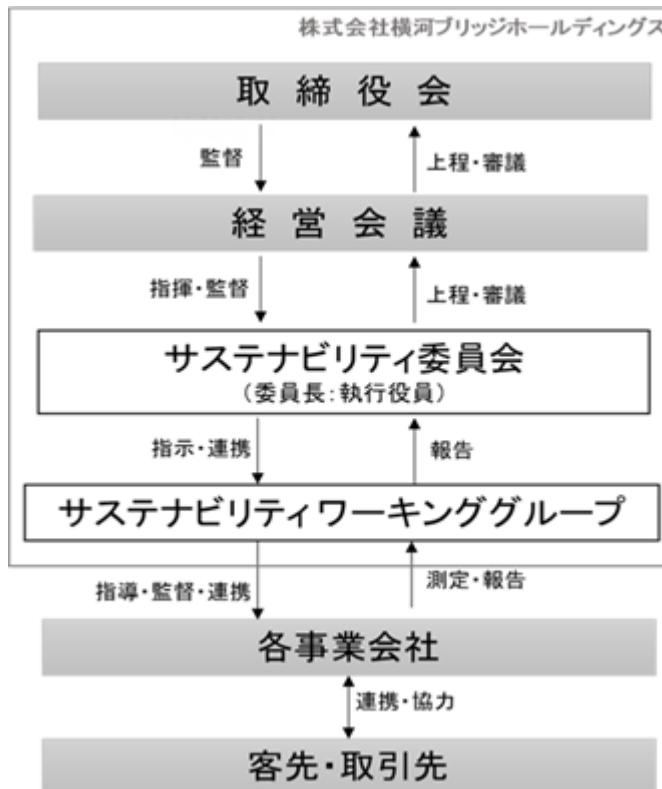 株式会社横河ブリッジホールディングス
取締役会
監督
上程・審議
経営会議
指揮・監督
上程・審議
サステナビリティ委員会
（委員長：執行役員）
指示・連携
報告
サステナビリティワーキンググループ
指導・監督・連携
測定・報告
各事業会社
連携・協力
客先・取引先